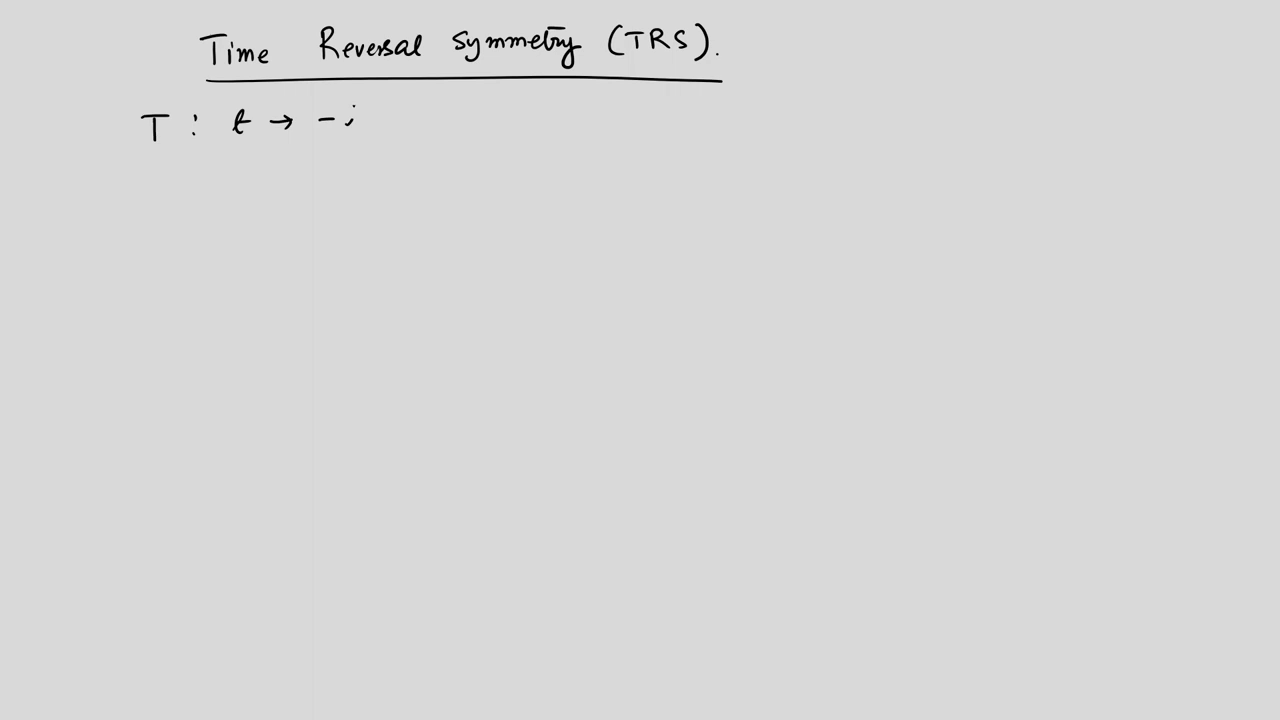 Time Reversal Symmetry (TRS).
T : t → -